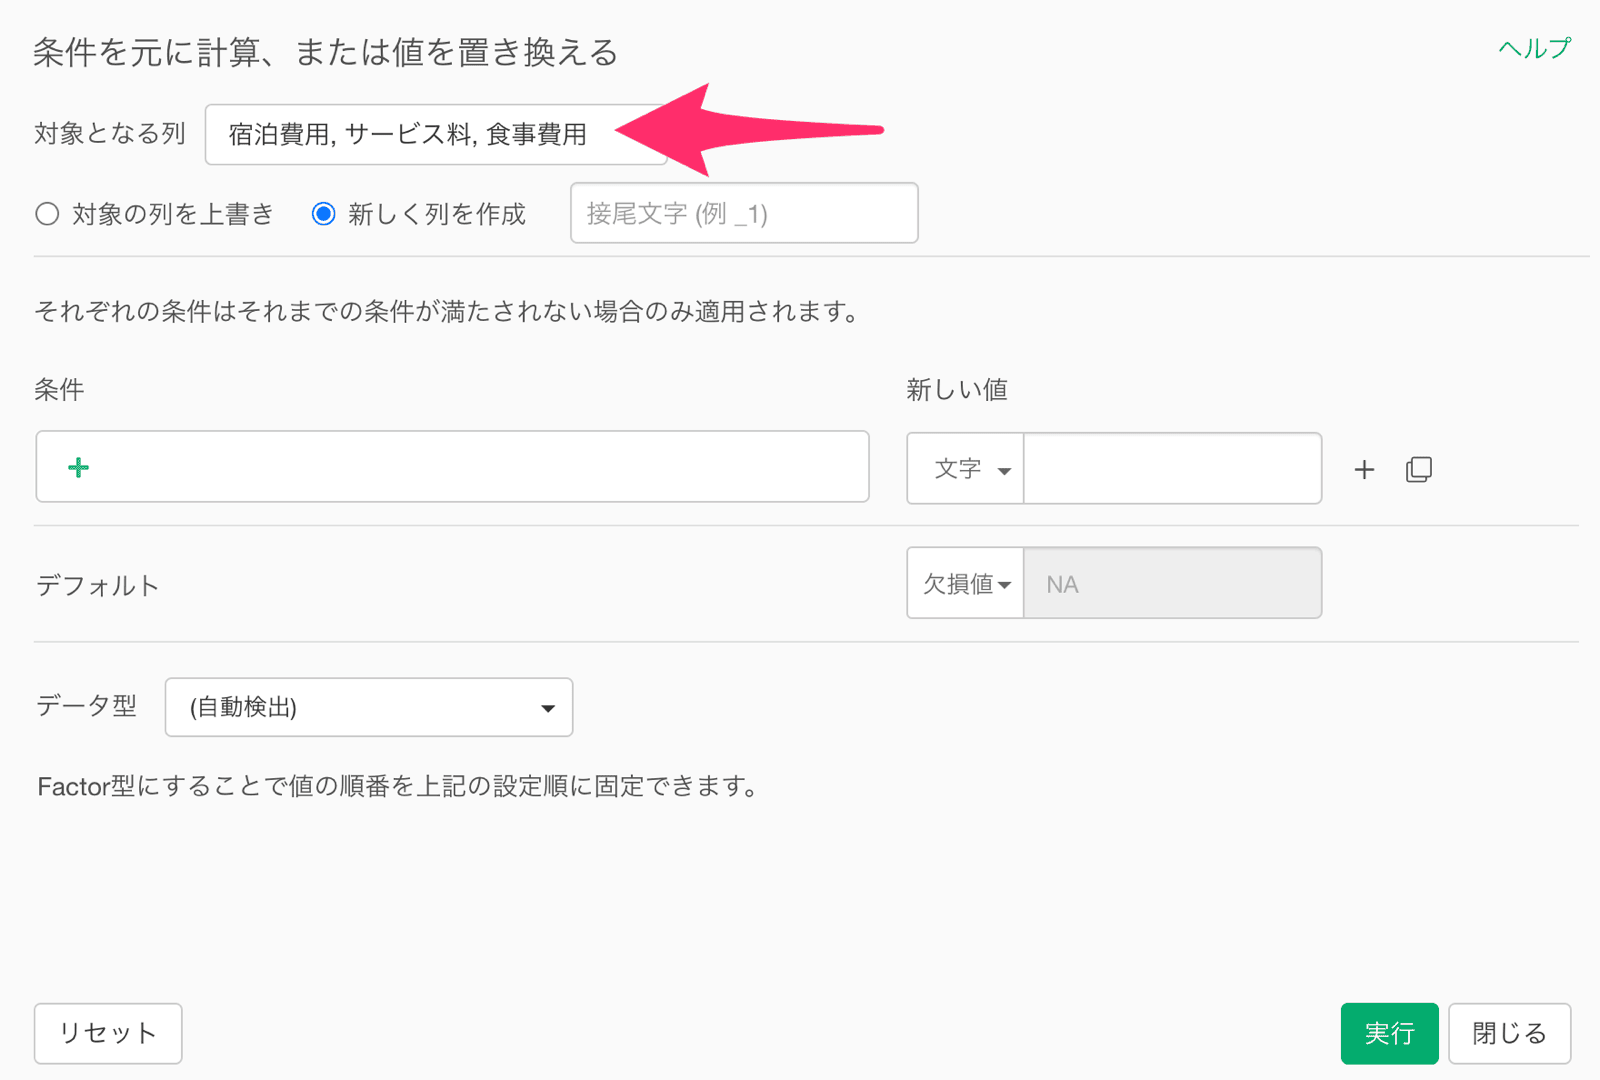 条件を元に計算、または値を置き換える
ヘルプ
対象となる列
宿泊費用, サービス料, 食事費用
対象の列を上書き
新しく列を作成
接尾文字 (例 _1)
それぞれの条件はそれまでの条件が満たされない場合のみ適用されます。
条件
新しい値
文字
デフォルト
欠損値
NA
データ型
(自動検出)
Factor型にすることで値の順番を上記の設定順に固定できます。
リセット
実行
閉じる